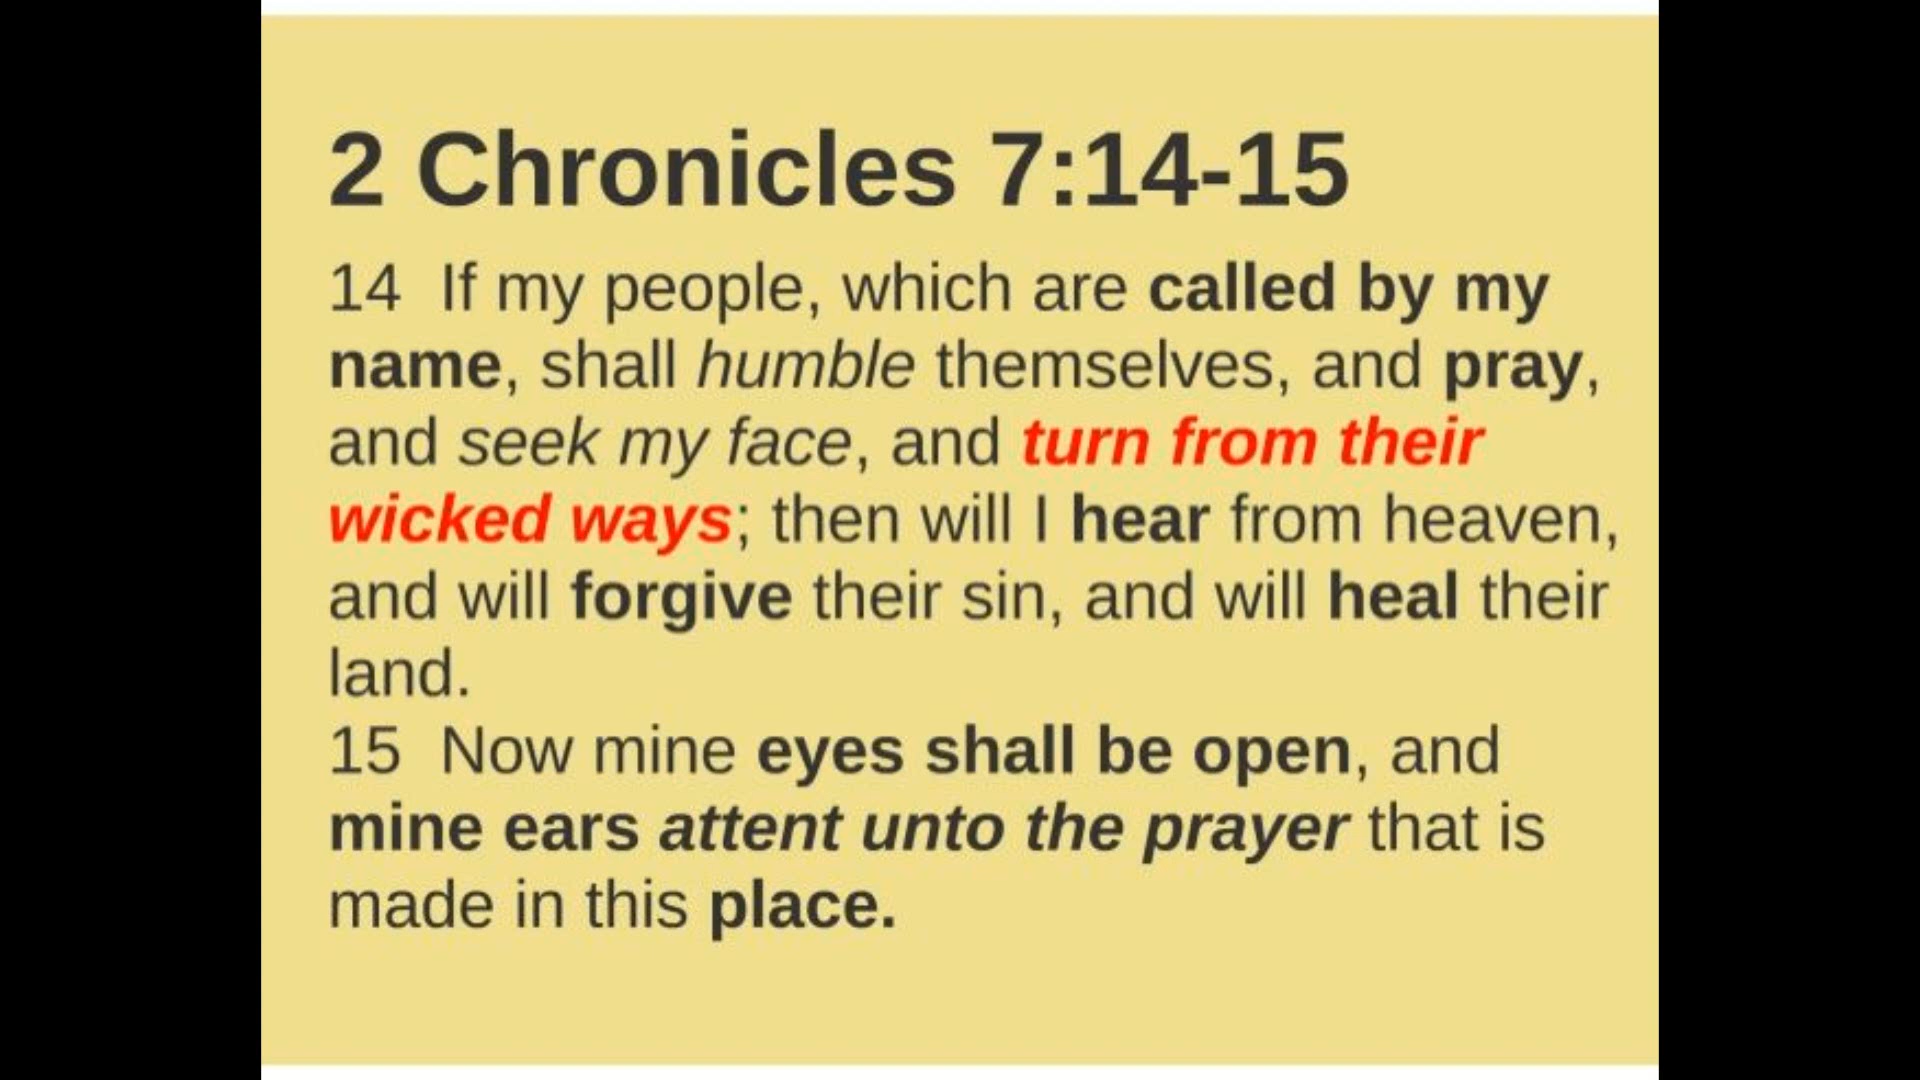 2 Chronicles 7:14-15
14 If my people, which are called by my
name, shall humble themselves, and pray,
and seek my face, and turn from their
wicked ways; then will I hear from heaven,
and will forgive their sin, and will heal their
land.
15 Now mine eyes shall be open, and
mine ears attent unto the prayer that is
made in this place.